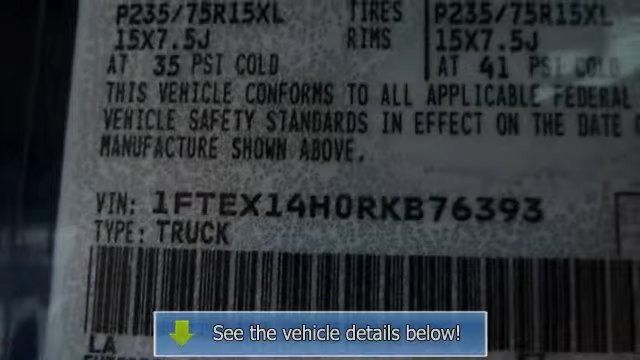 P235/75R15XL TIRES P235/75R15XL
15X7.5J RIMS 15X7.5J
AT 35 PSI COLD AT 41 PSI COLD
THIS VEHICLE CONFORMS TO ALL APPLICABLE FEDERAL
VEHICLE SAFETY STANDARDS IN EFFECT ON THE DATE
MANUFACTURE SHOWN ABOVE.
VIN: 1FTEX14H0RKB76393
TYPE: TRUCK
See the vehicle details below!